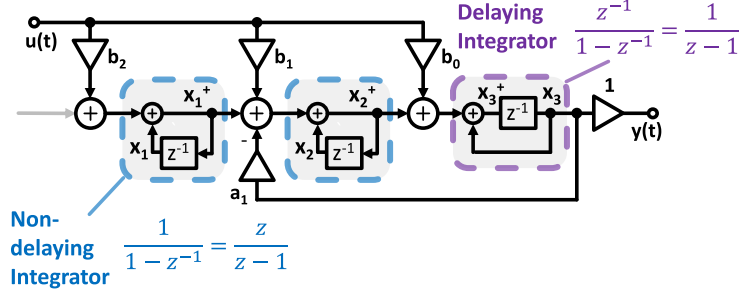 Delaying
Integrator
z⁻¹ / (1 − z⁻¹) = 1 / (z − 1)
u(t)
b₂
b₁
b₀
x₁⁺
x₂⁺
x₃⁺
z⁻¹
x₃
1
+
+
+
+
+
+
y(t)
x₁
z⁻¹
-
x₂
z⁻¹
a₁
Non-
delaying
Integrator
1 / (1 − z⁻¹) = z / (z − 1)